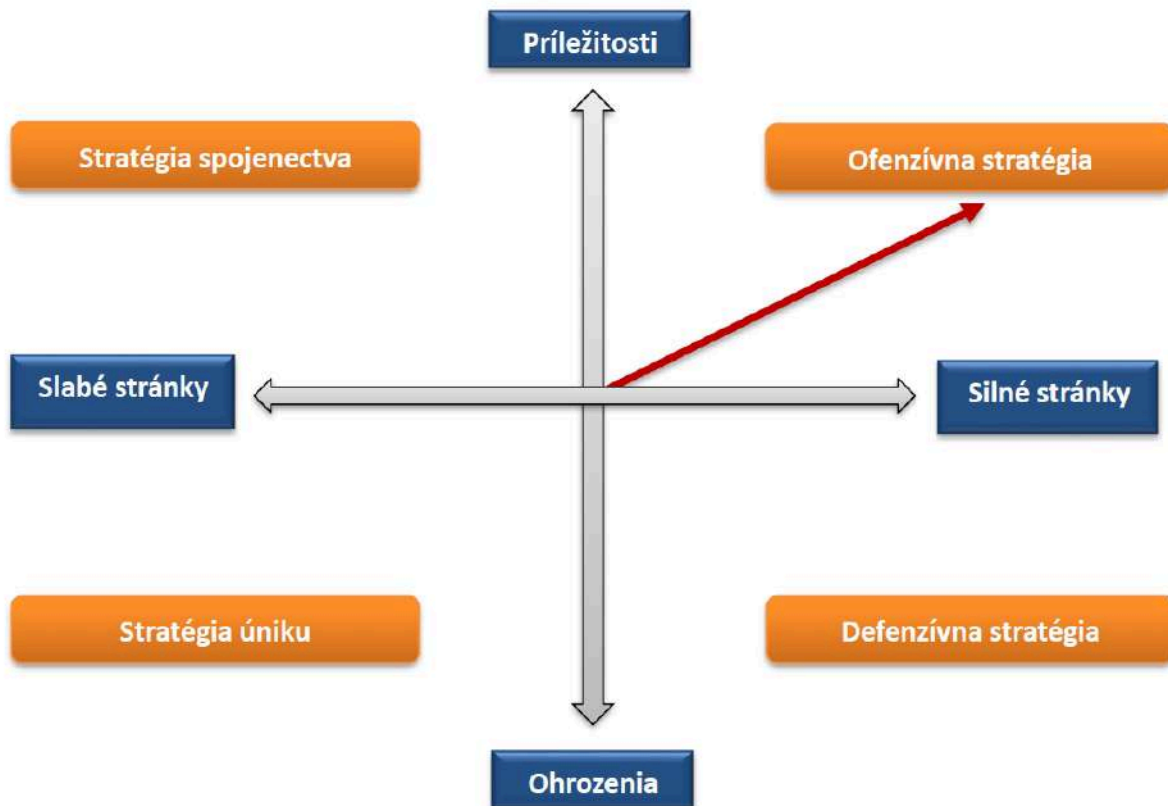 Príležitosti
Stratégia spojenectva
Ofenzívna stratégia
Slabé stránky
Silné stránky
Stratégia úniku
Defenzívna stratégia
Ohrozenia